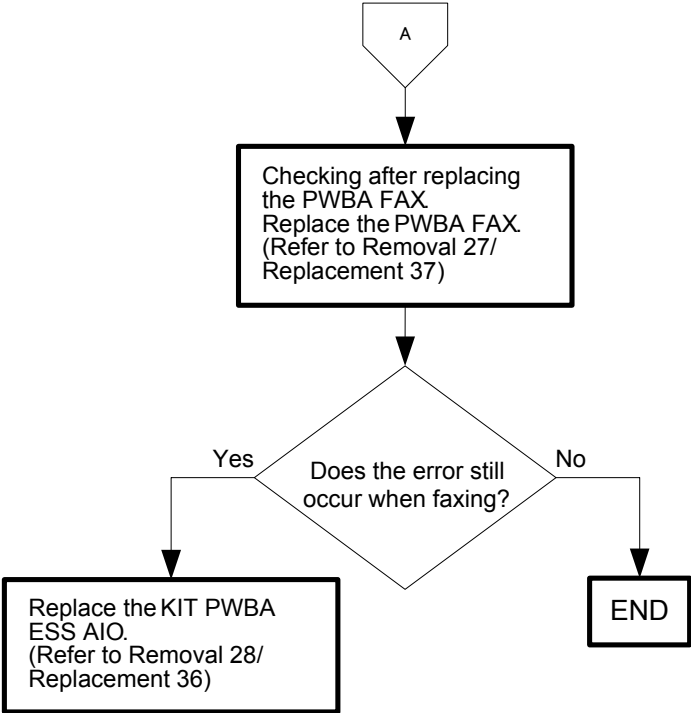 A
Checking after replacing
the PWBA FAX.
Replace the PWBA FAX.
(Refer to Removal 27/
Replacement 37)
Yes
No
Does the error still
occur when faxing?
Replace the KIT PWBA
ESS AIO.
(Refer to Removal 28/
Replacement 36)
END